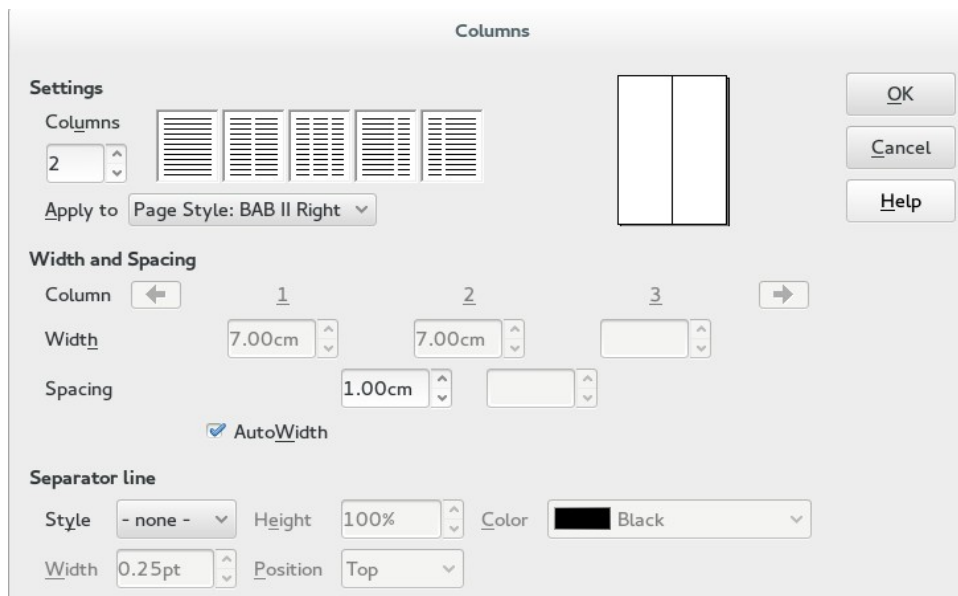 Columns
Settings
Columns
2
Apply to Page Style: BAB II Right
OK
Cancel
Help
Width and Spacing
Column 1 2 3
Width 7.00cm 7.00cm
Spacing 1.00cm
AutoWidth
Separator line
Style - none - Height 100% Color Black
Width 0.25pt Position Top